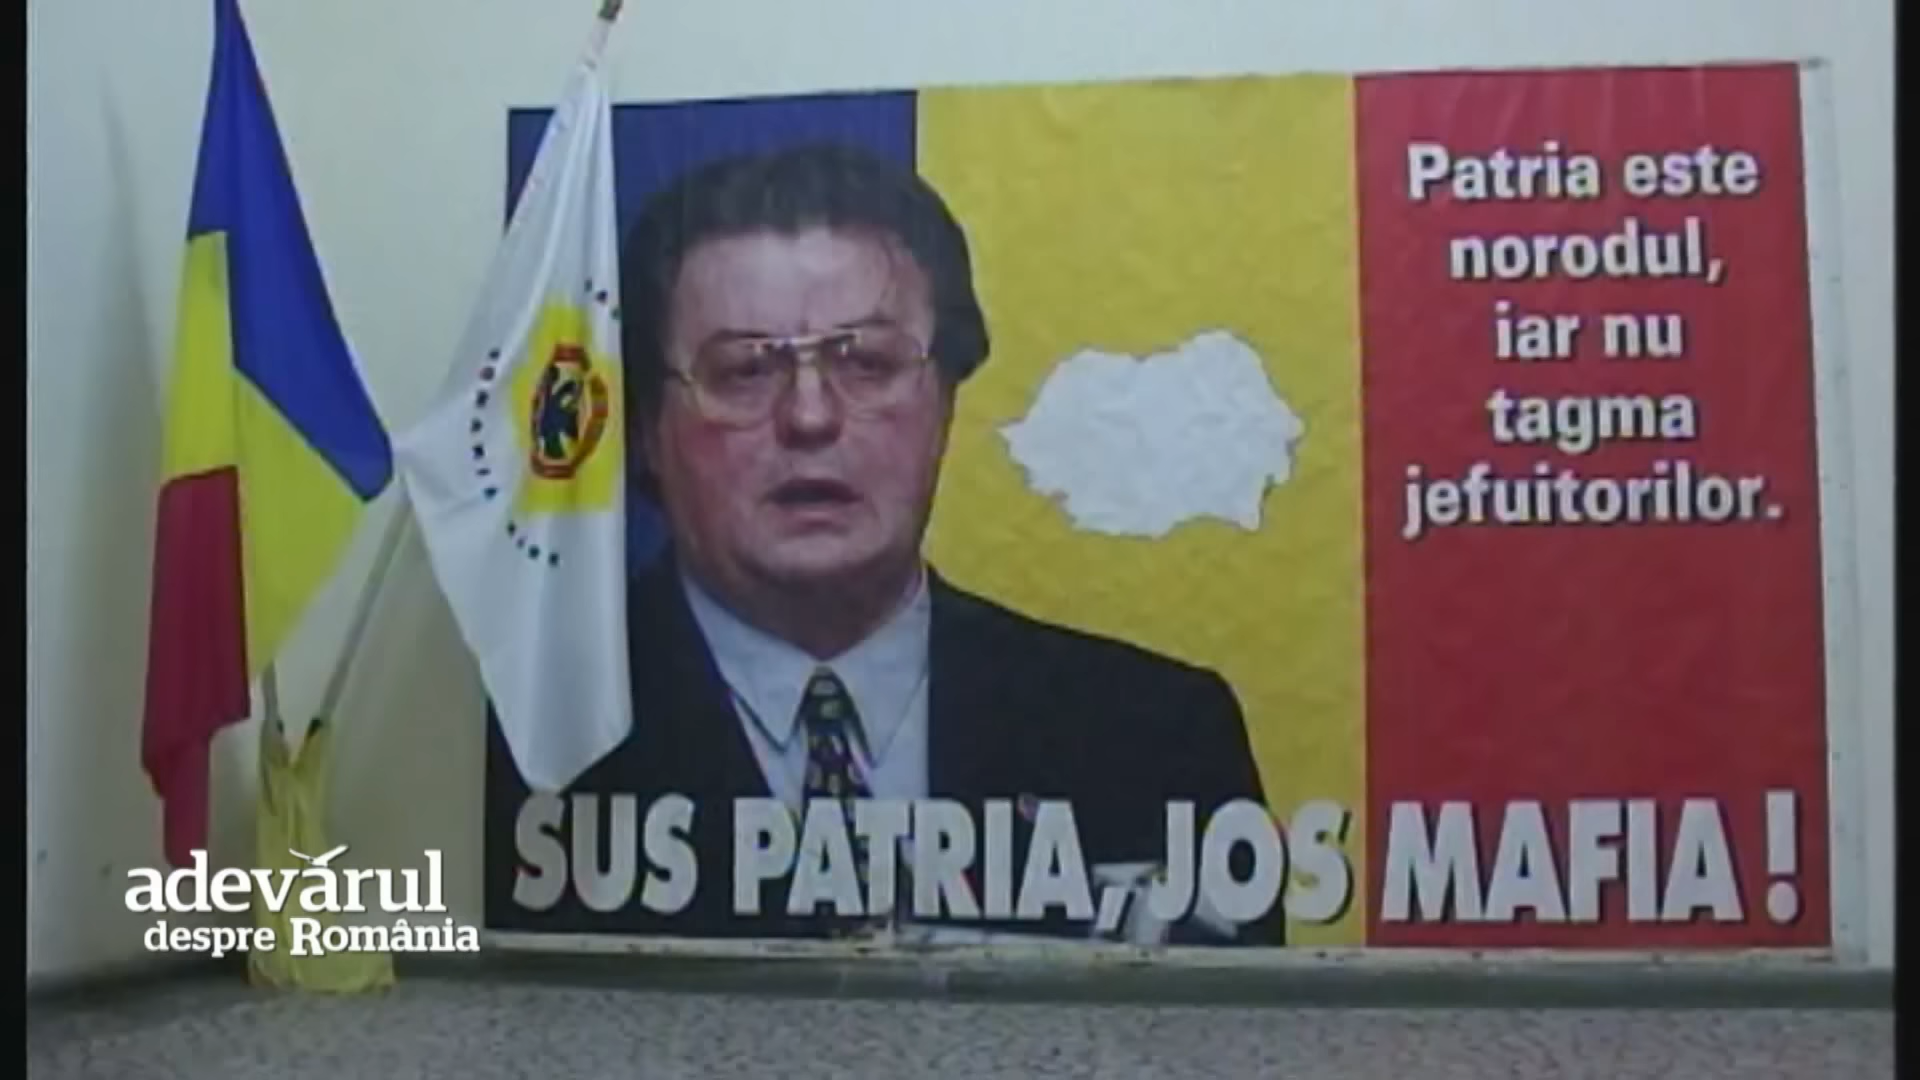 Patria este
norodul,
iar nu
tagma
jefuitorilor.
SUS PATRIA, JOS MAFIA !
adevărul
despre România